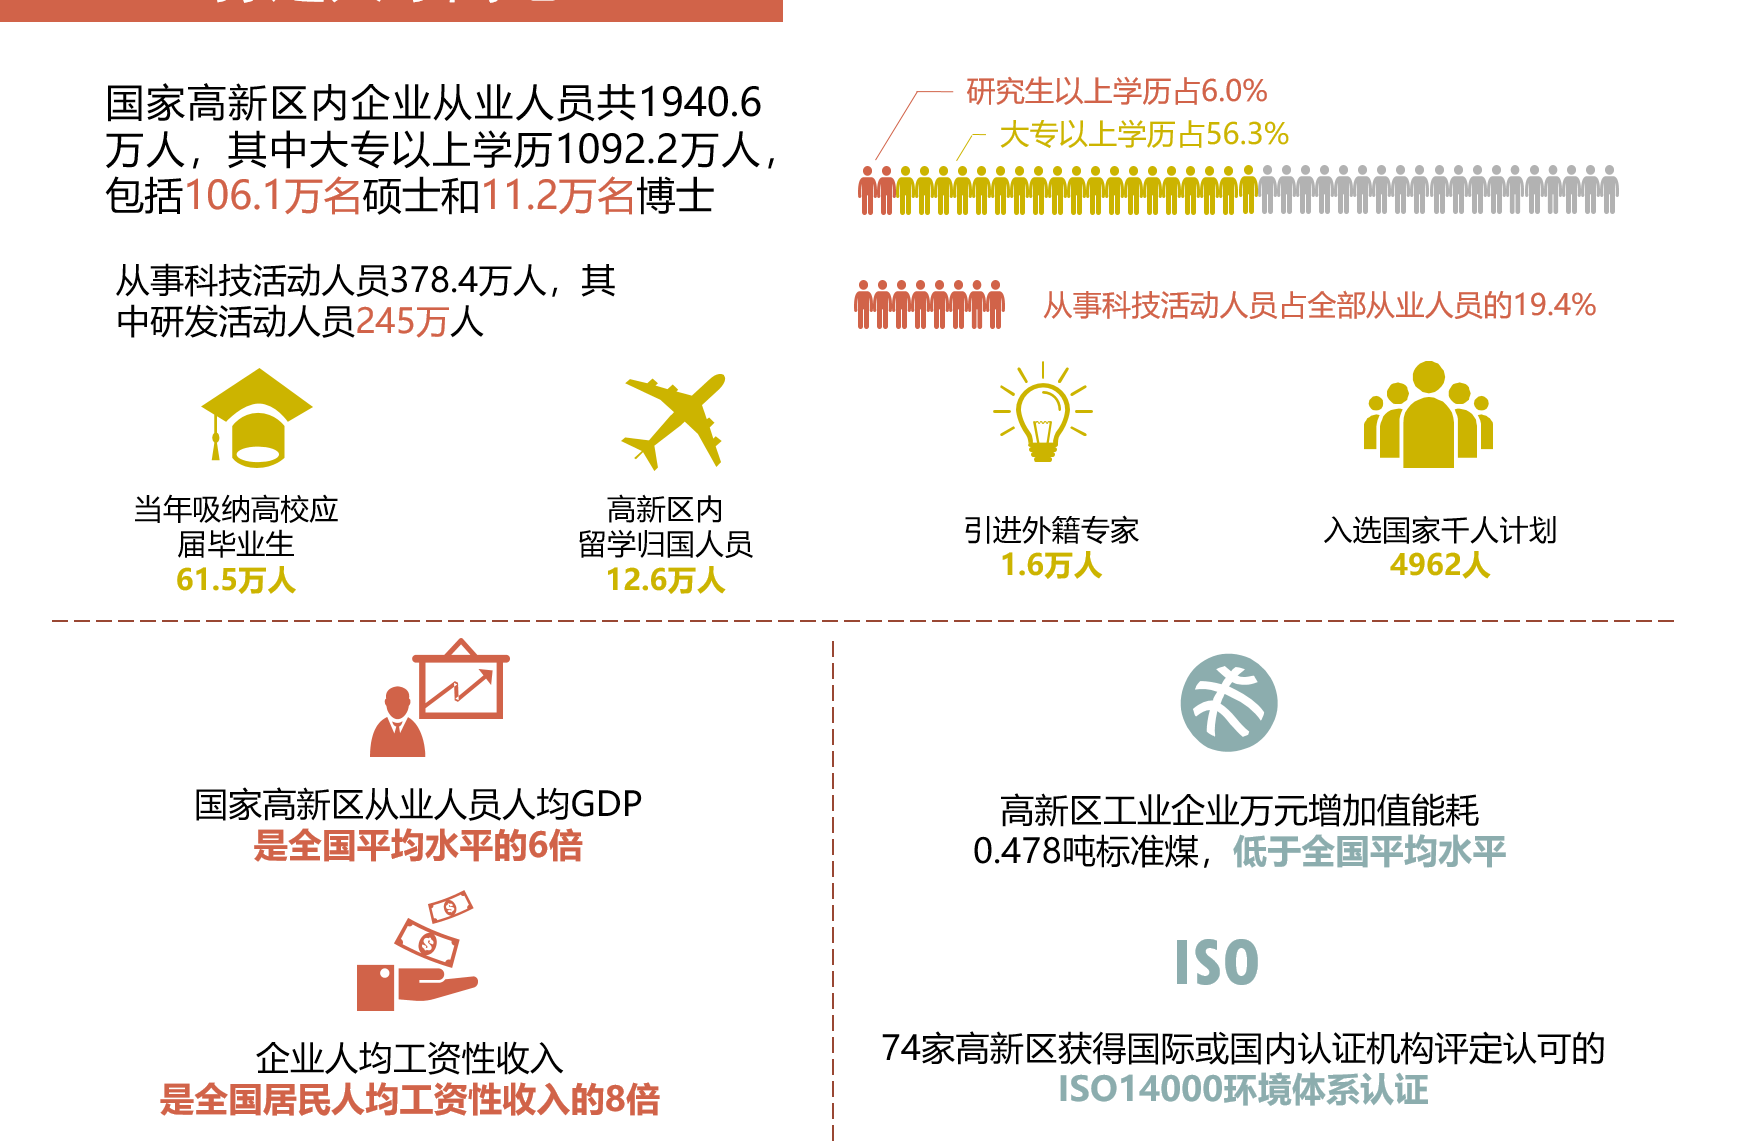 国家高新区内企业从业人员共1940.6
万人，其中大专以上学历1092.2万人，
包括106.1万名硕士和11.2万名博士
研究生以上学历占6.0%
大专以上学历占56.3%
从事科技活动人员378.4万人，其
中研发活动人员245万人
从事科技活动人员占全部从业人员的19.4%
当年吸纳高校应
届毕业生
61.5万人
高新区内
留学归国人员
12.6万人
引进外籍专家
1.6万人
入选国家千人计划
4962人
国家高新区从业人员人均GDP
是全国平均水平的6倍
高新区工业企业万元增加值能耗
0.478吨标准煤，低于全国平均水平
企业人均工资性收入
是全国居民人均工资性收入的8倍
ISO
74家高新区获得国际或国内认证机构评定认可的
ISO14000环境体系认证